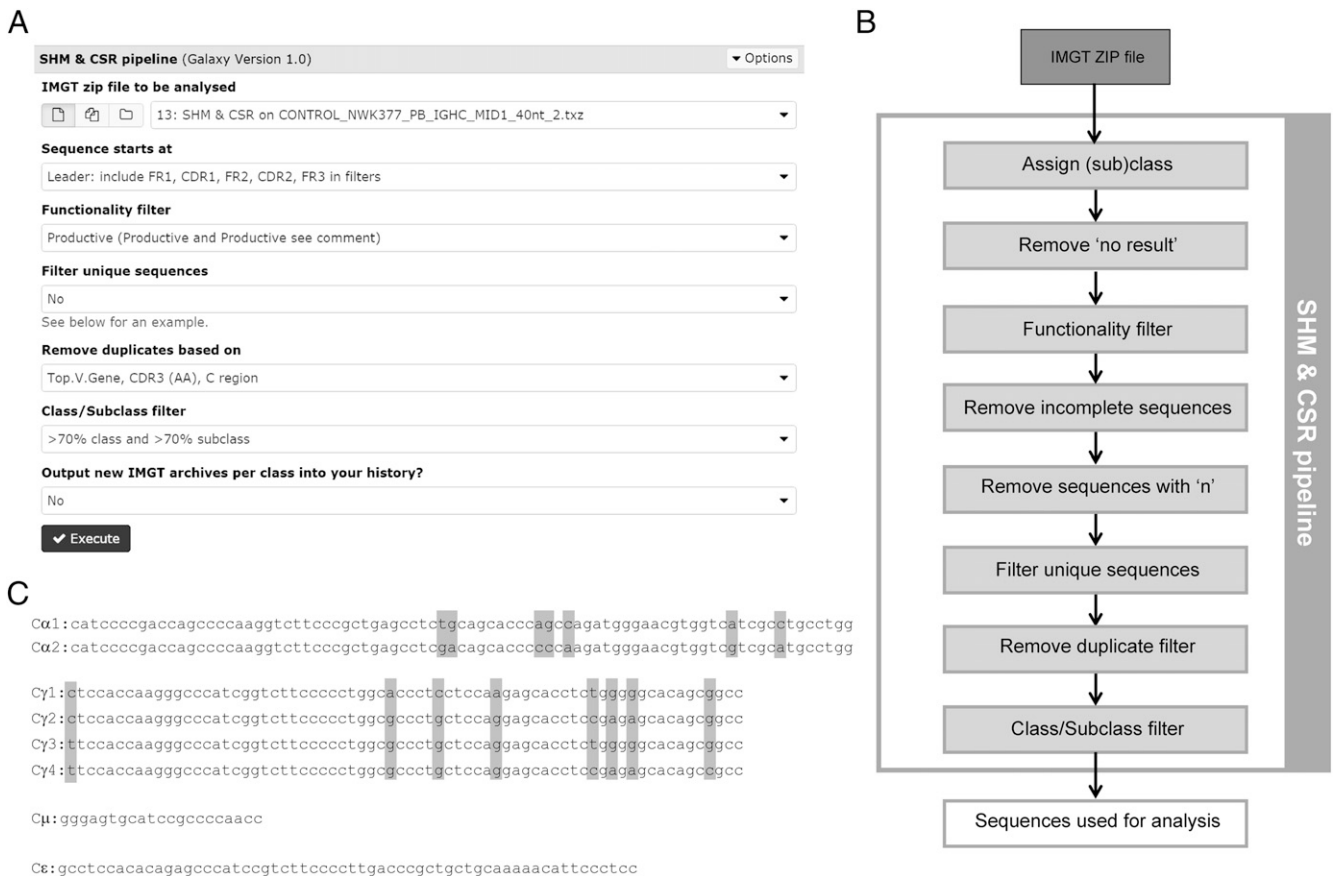 A
SHM & CSR pipeline (Galaxy Version 1.0)
Options
IMGT zip file to be analysed
13: SHM & CSR on CONTROL_NWK377_PB_IGHC_MID1_40nt_2.txz
Sequence starts at
Leader: include FR1, CDR1, FR2, CDR2, FR3 in filters
Functionality filter
Productive (Productive and Productive see comment)
Filter unique sequences
No
See below for an example.
Remove duplicates based on
Top.V.Gene, CDR3 (AA), C region
Class/Subclass filter
>70% class and >70% subclass
Output new IMGT archives per class into your history?
No
Execute
B
IMGT ZIP file
Assign (sub)class
Remove ‘no result’
Functionality filter
Remove incomplete sequences
Remove sequences with ‘n’
Filter unique sequences
Remove duplicate filter
Class/Subclass filter
SHM & CSR pipeline
Sequences used for analysis
C
Cα1:catccccgaccagccccaaggtcttcccgctgagcctctgcagcacccagccagatgggaacgtggtcatcgcctgcctgg
Cα2:catccccgaccagccccaaggtcttcccgctgagcctcgacagcaccccccaagatgggaacgtggtcgtcgcatgcctgg
Cγ1:ctccaccaagggcccatcggtcttccccctggcaccctcctccaagagcacctctgggggcacagcggcc
Cγ2:ctccaccaagggcccatcggtcttccccctggcgccctgctccaggagcacctccgagagcacagcggcc
Cγ3:ttccaccaagggcccatcggtcttccccctggcgccctgctccaggagcacctctgggggcacagcggcc
Cγ4:ttccaccaagggcccatcggtcttccccctggcgccctgctccaggagcacctccgagagcacagccgcc
Cμ:gggagtgcatccgccccaacc
Cε:gcctccacacagagcccatccgtcttccccttgacccgctgctgcaaaaacattccctcc